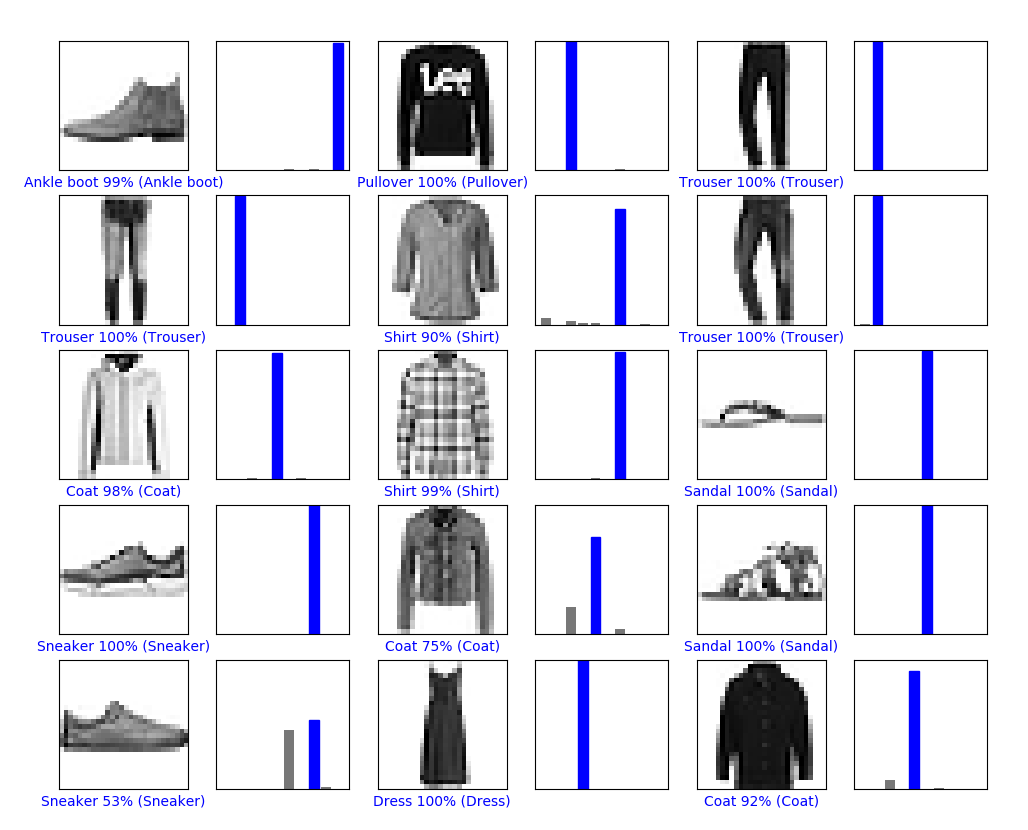 Lee
Ankle boot 99% (Ankle boot)
Pullover 100% (Pullover)
Trouser 100% (Trouser)
Trouser 100% (Trouser)
Shirt 90% (Shirt)
Trouser 100% (Trouser)
Coat 98% (Coat)
Shirt 99% (Shirt)
Sandal 100% (Sandal)
Sneaker 100% (Sneaker)
Coat 75% (Coat)
Sandal 100% (Sandal)
Sneaker 53% (Sneaker)
Dress 100% (Dress)
Coat 92% (Coat)